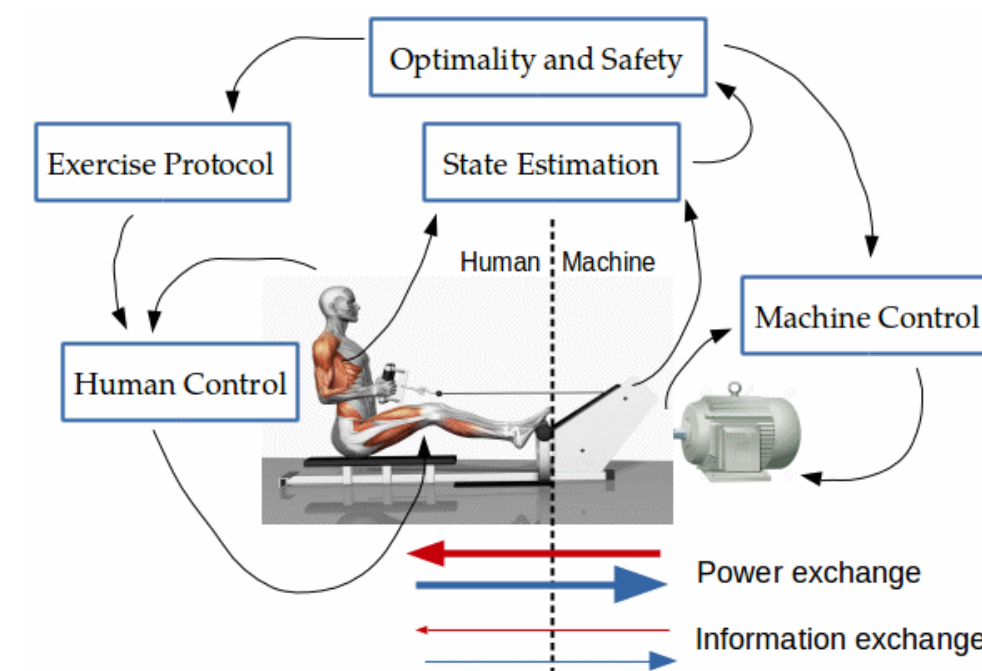 Optimality and Safety
Exercise Protocol
State Estimation
Human
Machine
Machine Control
Human Control
Power exchange
Information exchange